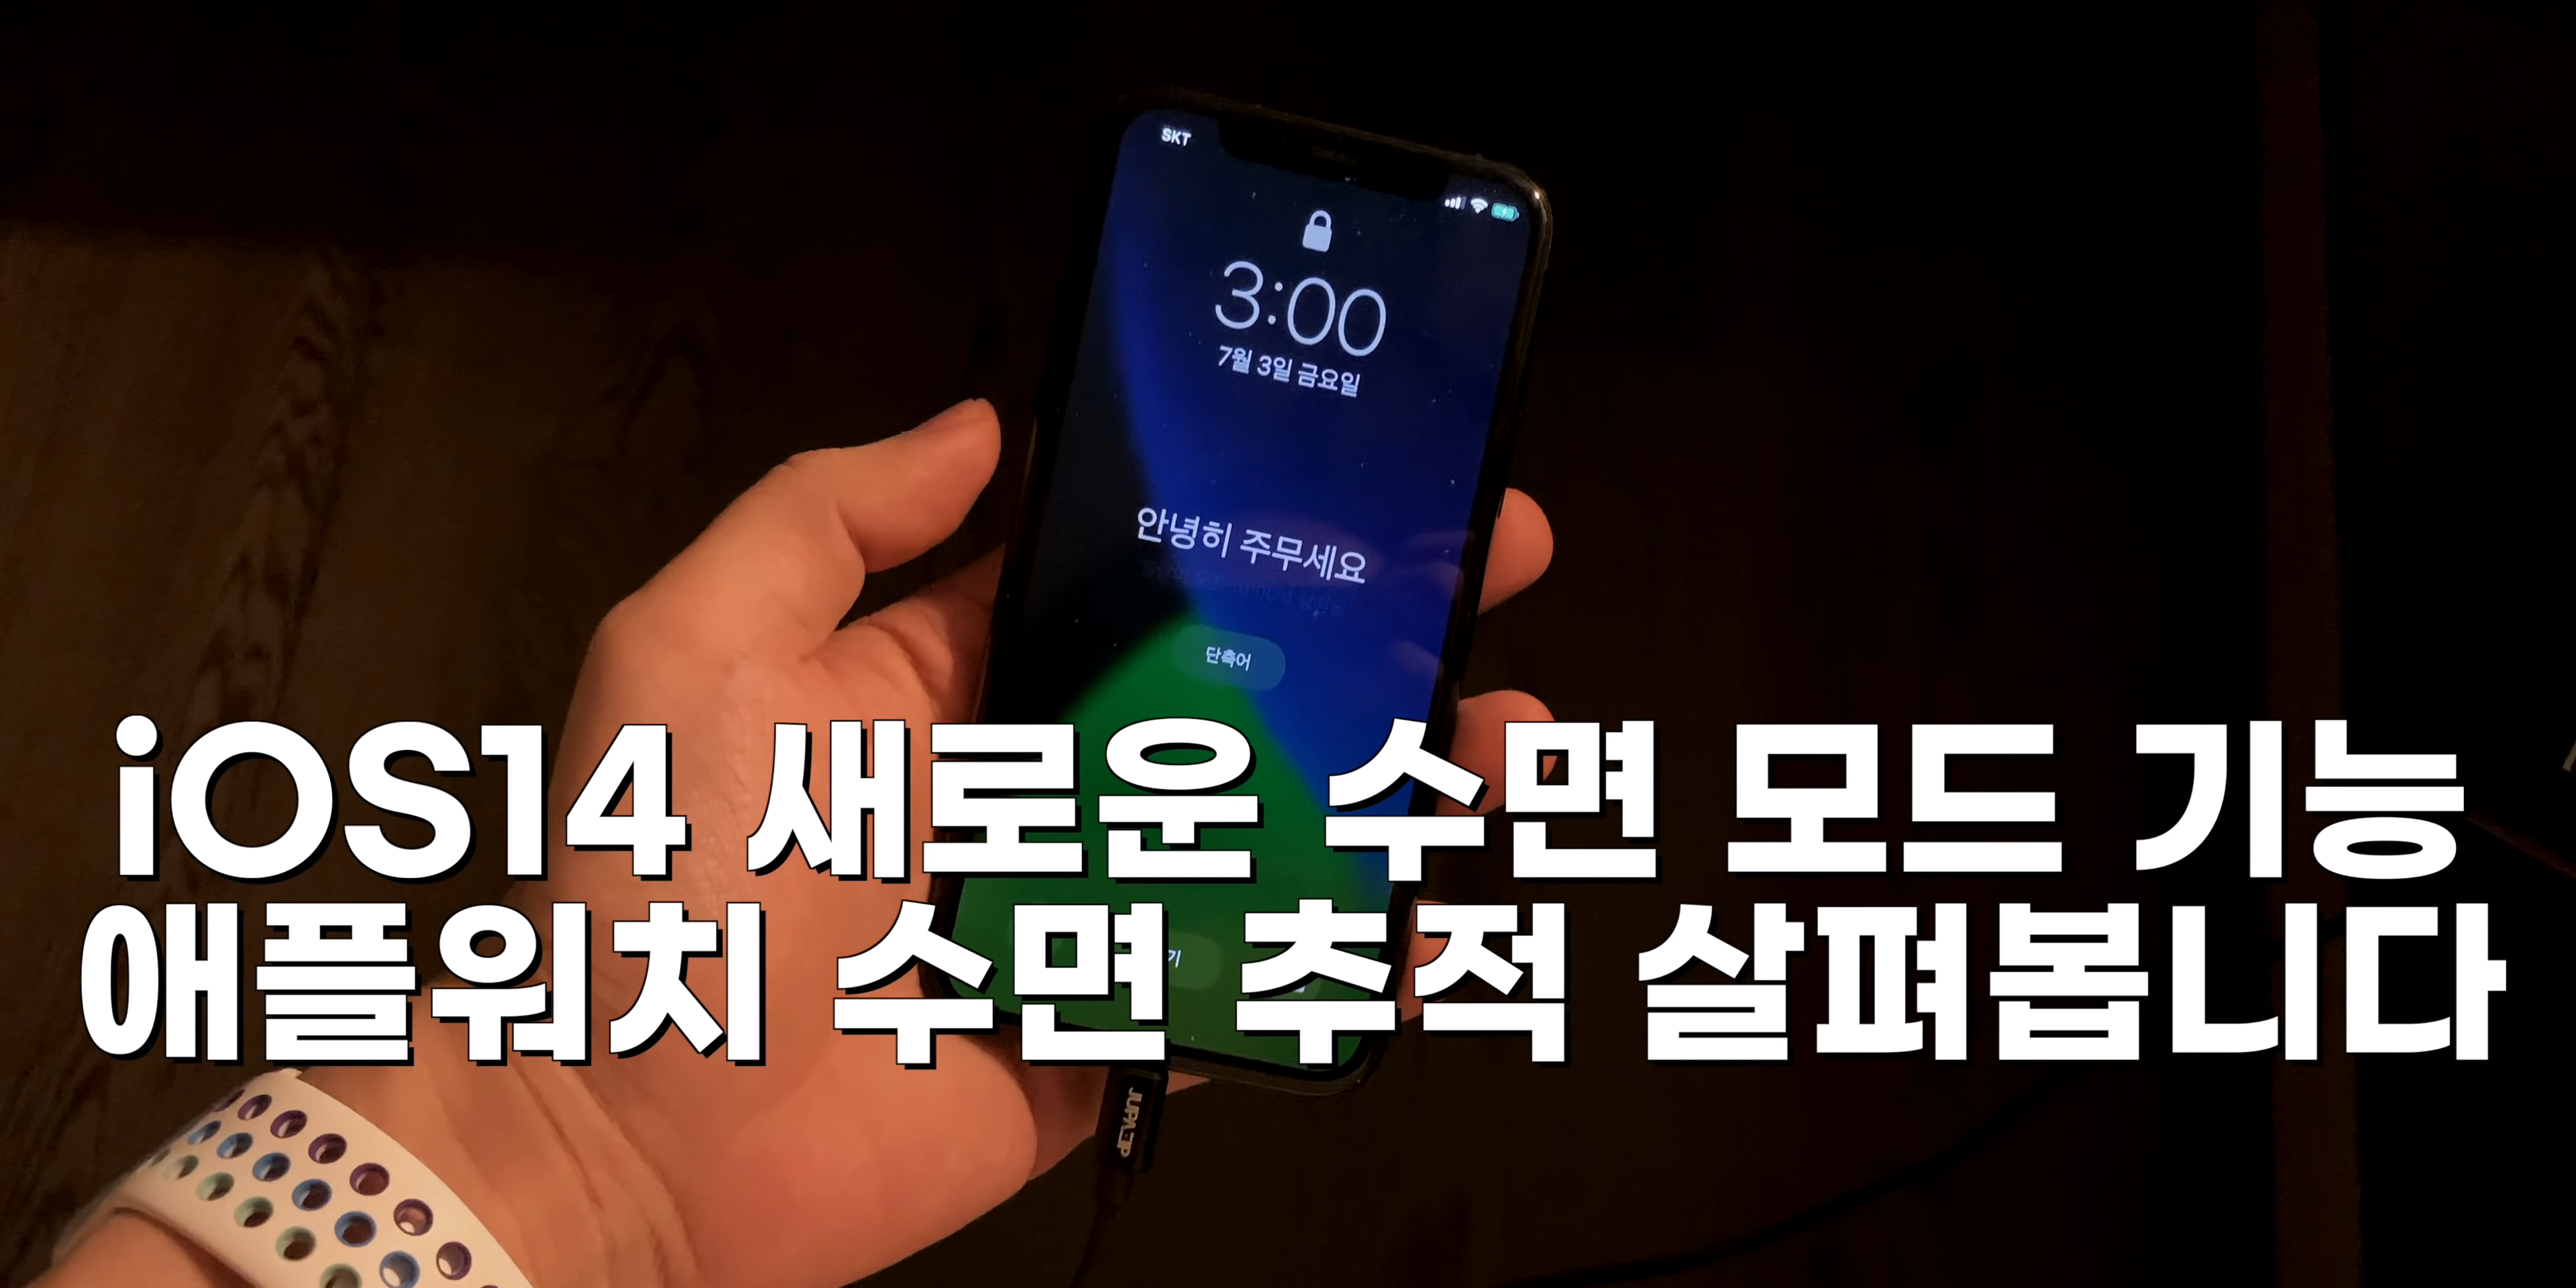 SKT
3:00
7월 3일 금요일
안녕히 주무세요
단축어
iOS14 새로운 수면 모드 기능
애플워치 수면 추적 살펴봅니다